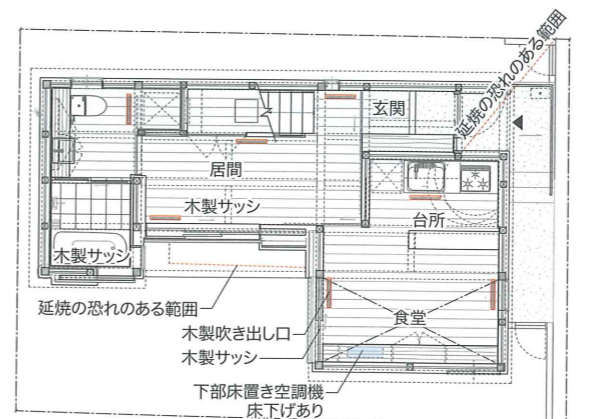 延焼の恐れのある範囲
玄関
居間
木製サッシ
台所
木製サッシ
延焼の恐れのある範囲
食堂
木製吹き出し口
木製サッシ
下部床置き空調機
床下げあり